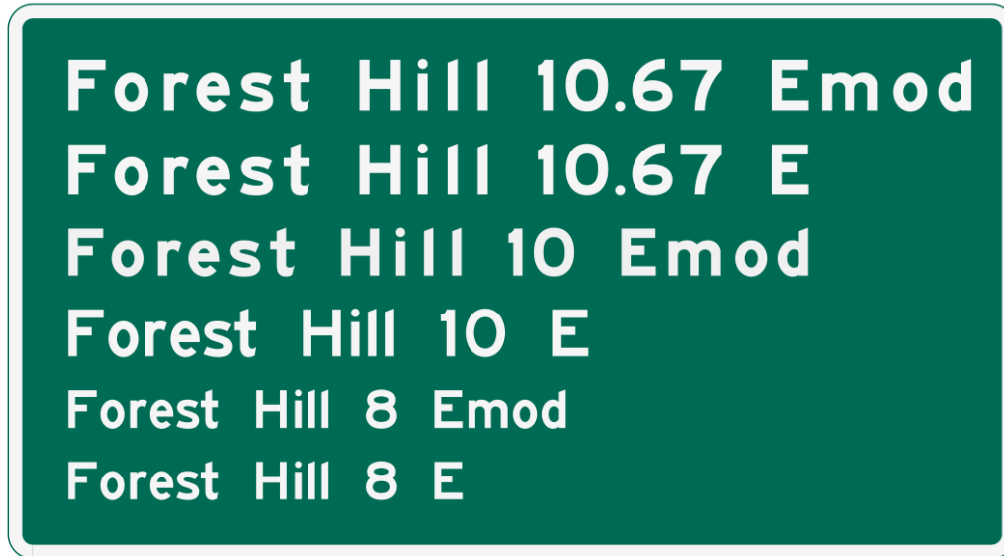 Forest Hill 10.67 Emod
Forest Hill 10.67 E
Forest Hill 10 Emod
Forest Hill 10 E
Forest Hill 8 Emod
Forest Hill 8 E